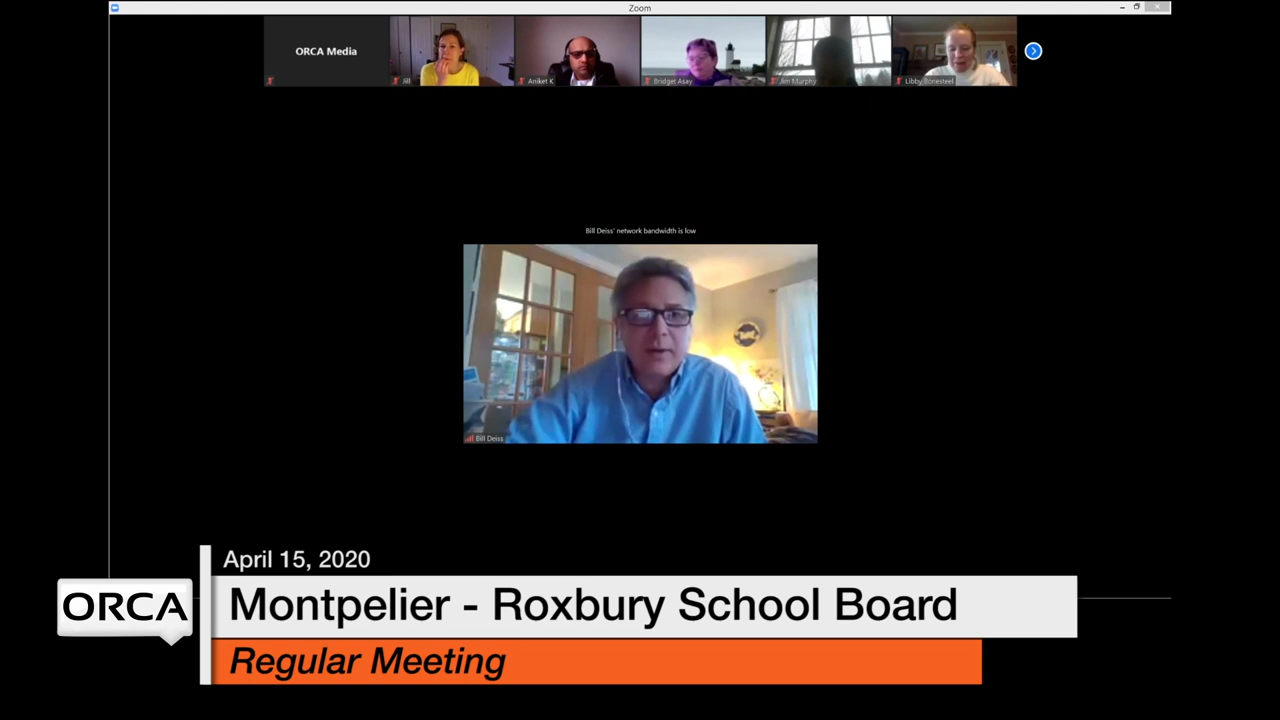 Zoom
ORCA Media
Jill
Aniket K
Bridget Asay
Jim Murphy
Libby Bonesteel
Bill Deiss' network bandwidth is low
Bill Deiss
April 15, 2020
ORCA
Montpelier - Roxbury School Board
Regular Meeting